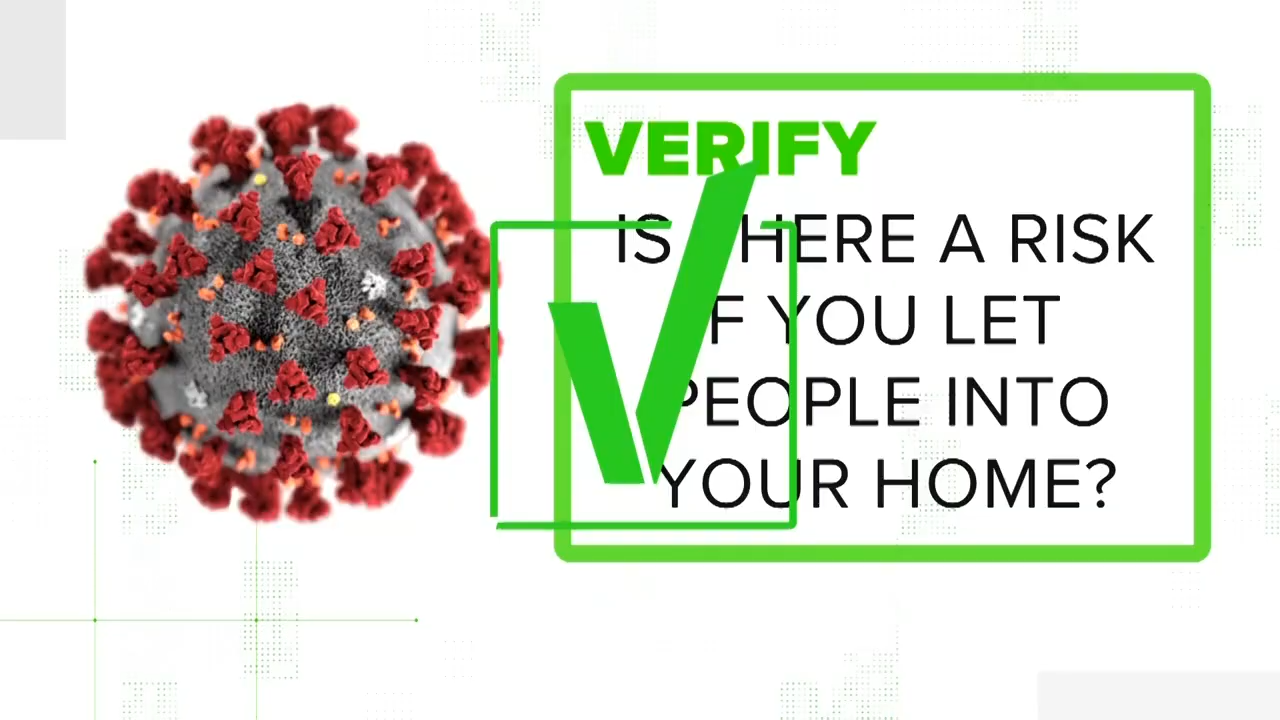 VERIFY
IS THERE A RISK
IF YOU LET
PEOPLE INTO
YOUR HOME?